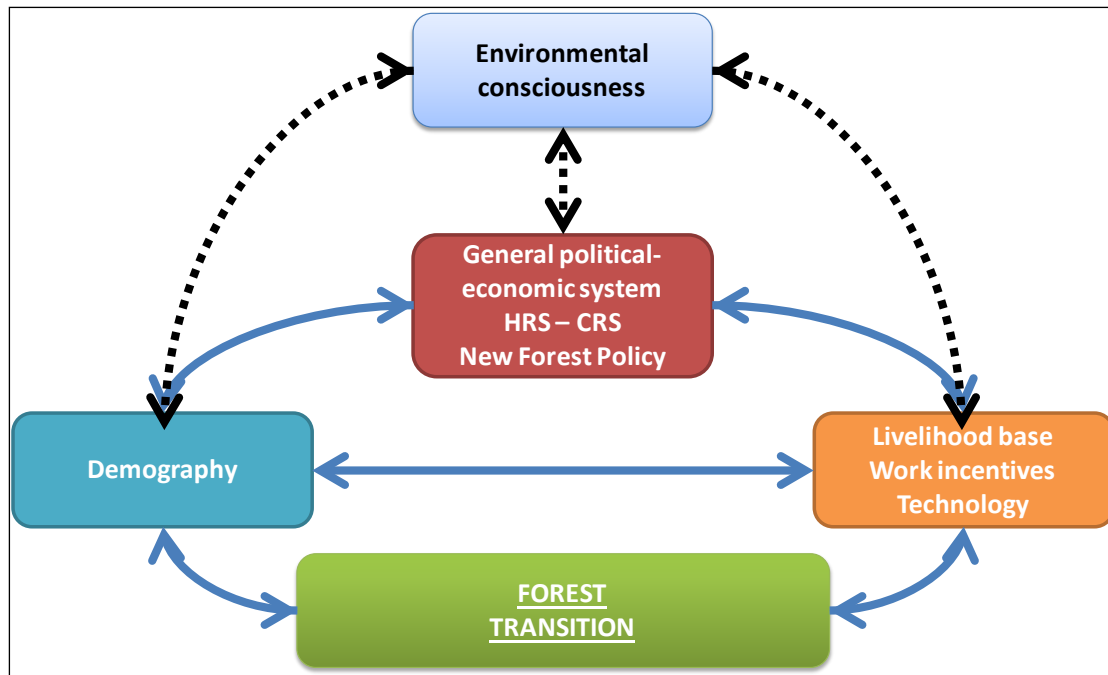 Environmental
consciousness
General political-
economic system
HRS – CRS
New Forest Policy
Demography
Livelihood base
Work incentives
Technology
FOREST
TRANSITION